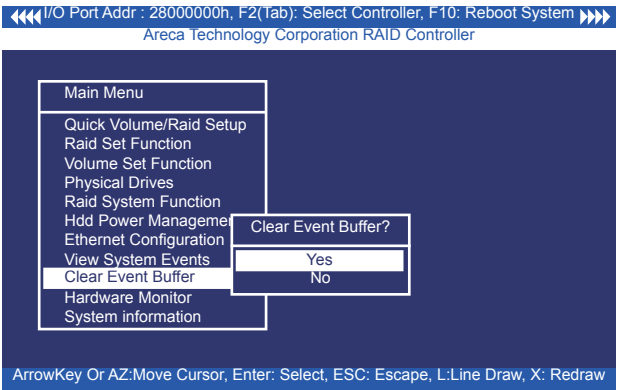 I/O Port Addr : 28000000h, F2(Tab): Select Controller, F10: Reboot System
Areca Technology Corporation RAID Controller
Main Menu
Quick Volume/Raid Setup
Raid Set Function
Volume Set Function
Physical Drives
Raid System Function
Hdd Power Managemen
Ethernet Configuration
View System Events
Clear Event Buffer
Hardware Monitor
System information
Clear Event Buffer?
Yes
No
ArrowKey Or AZ:Move Cursor, Enter: Select, ESC: Escape, L:Line Draw, X: Redraw